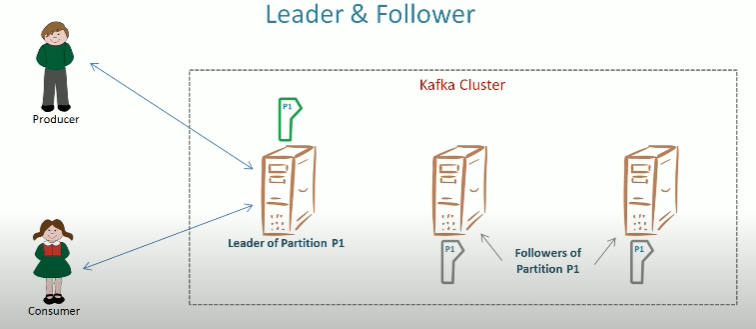 Leader & Follower
Kafka Cluster
Producer
P1
Leader of Partition P1
P1
P1
Followers of
Partition P1
Consumer